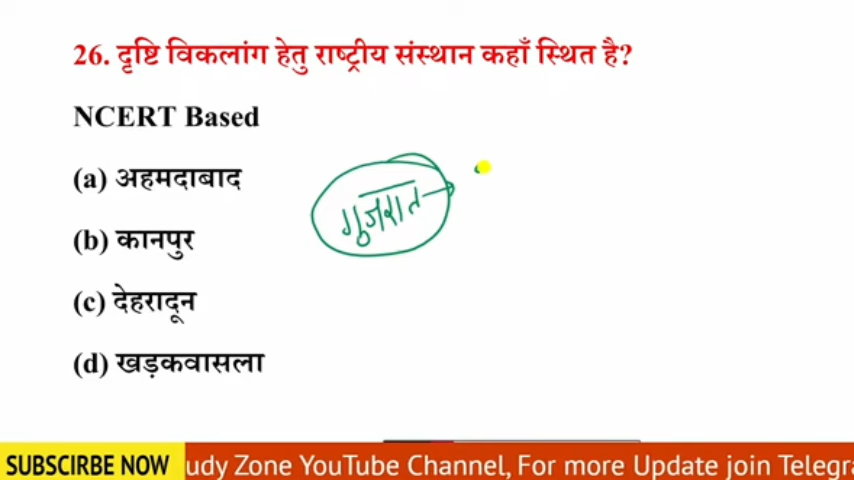 26. दृष्टि विकलांग हेतु राष्ट्रीय संस्थान कहाँ स्थित है?
NCERT Based
(a) अहमदाबाद
गुजरात
(b) कानपुर
(c) देहरादून
(d) खड़कवासला
SUBSCIRBE NOW
udy Zone YouTube Channel, For more Update join Telegra